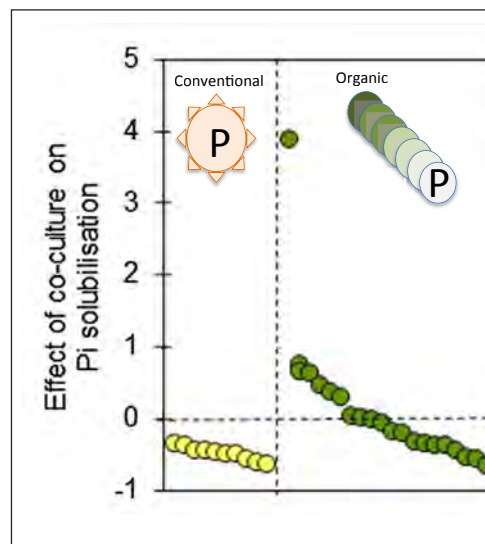 Effect of co-culture on
Pi solubilisation
5
4
3
2
1
0
-1
Conventional
P
Organic
P